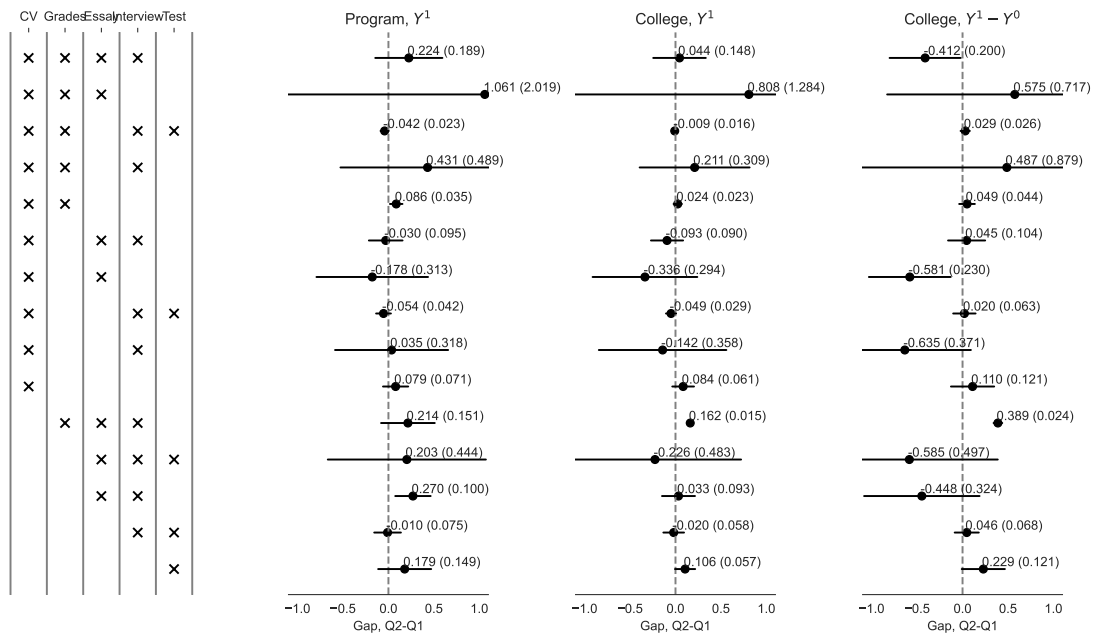 CV Grades Essay Interview Test
Program, Y¹ College, Y¹ College, Y¹ − Y⁰
0.224 (0.189) 0.044 (0.148) -0.412 (0.200)
1.061 (2.019) 0.808 (1.284) 0.575 (0.717)
-0.042 (0.023) -0.009 (0.016) 0.029 (0.026)
0.431 (0.489) 0.211 (0.309) 0.487 (0.879)
0.086 (0.035) 0.024 (0.023) 0.049 (0.044)
-0.030 (0.095) -0.093 (0.090) 0.045 (0.104)
-0.178 (0.313) -0.336 (0.294) -0.581 (0.230)
-0.054 (0.042) -0.049 (0.029) 0.020 (0.063)
0.035 (0.318) -0.142 (0.358) -0.635 (0.371)
0.079 (0.071) 0.084 (0.061) 0.110 (0.121)
0.214 (0.151) 0.162 (0.015) 0.389 (0.024)
0.203 (0.444) -0.226 (0.483) -0.585 (0.497)
0.270 (0.100) 0.033 (0.093) -0.448 (0.324)
-0.010 (0.075) -0.020 (0.058) 0.046 (0.068)
0.179 (0.149) 0.106 (0.057) 0.229 (0.121)
−1.0 −0.5 0.0 0.5 1.0 −1.0 −0.5 0.0 0.5 1.0 −1.0 −0.5 0.0 0.5 1.0
Gap, Q2-Q1 Gap, Q2-Q1 Gap, Q2-Q1